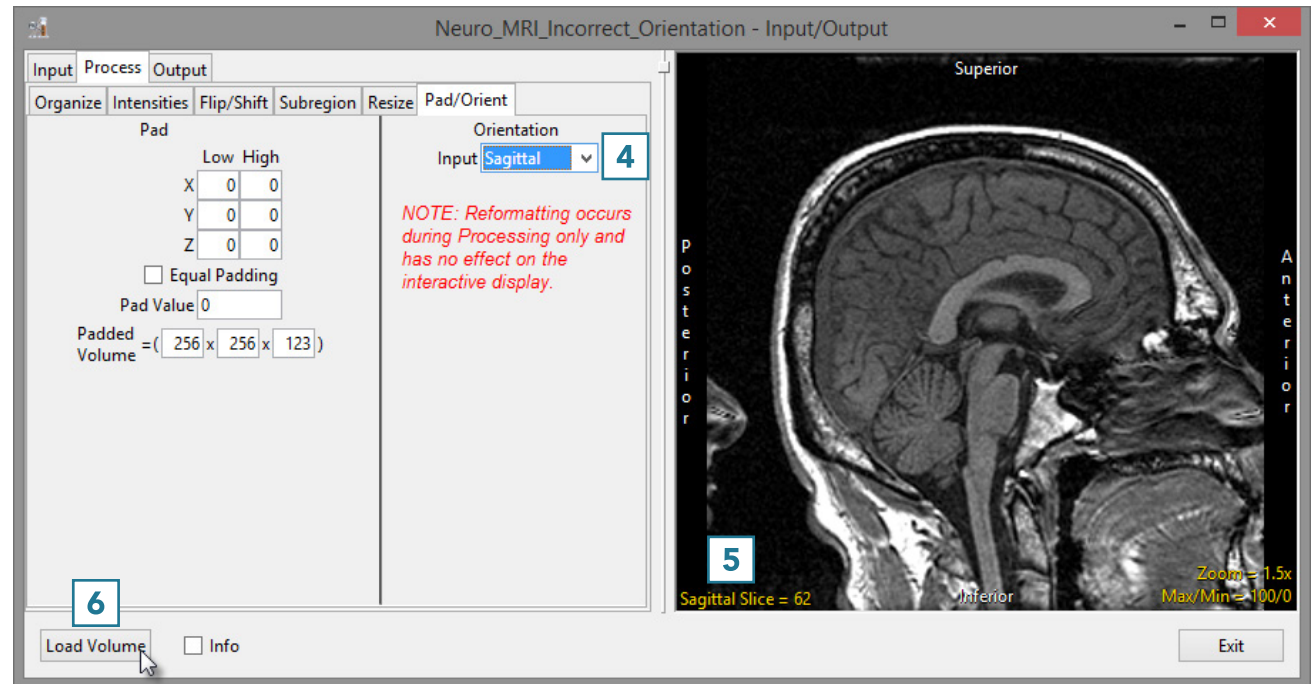 Neuro_MRI_Incorrect_Orientation - Input/Output
Input Process Output
Organize Intensities Flip/Shift Subregion Resize Pad/Orient
Pad
Low High
X 0 0
Y 0 0
Z 0 0
Equal Padding
Pad Value 0
Padded Volume =( 256 x 256 x 123 )
Orientation
Input Sagittal 4
NOTE: Reformatting occurs
during Processing only and
has no effect on the
interactive display.
Superior
Posterior
Anterior
5
Sagittal Slice = 62
Inferior
Zoom = 1.5x
Max/Min = 100/0
6
Load Volume Info
Exit